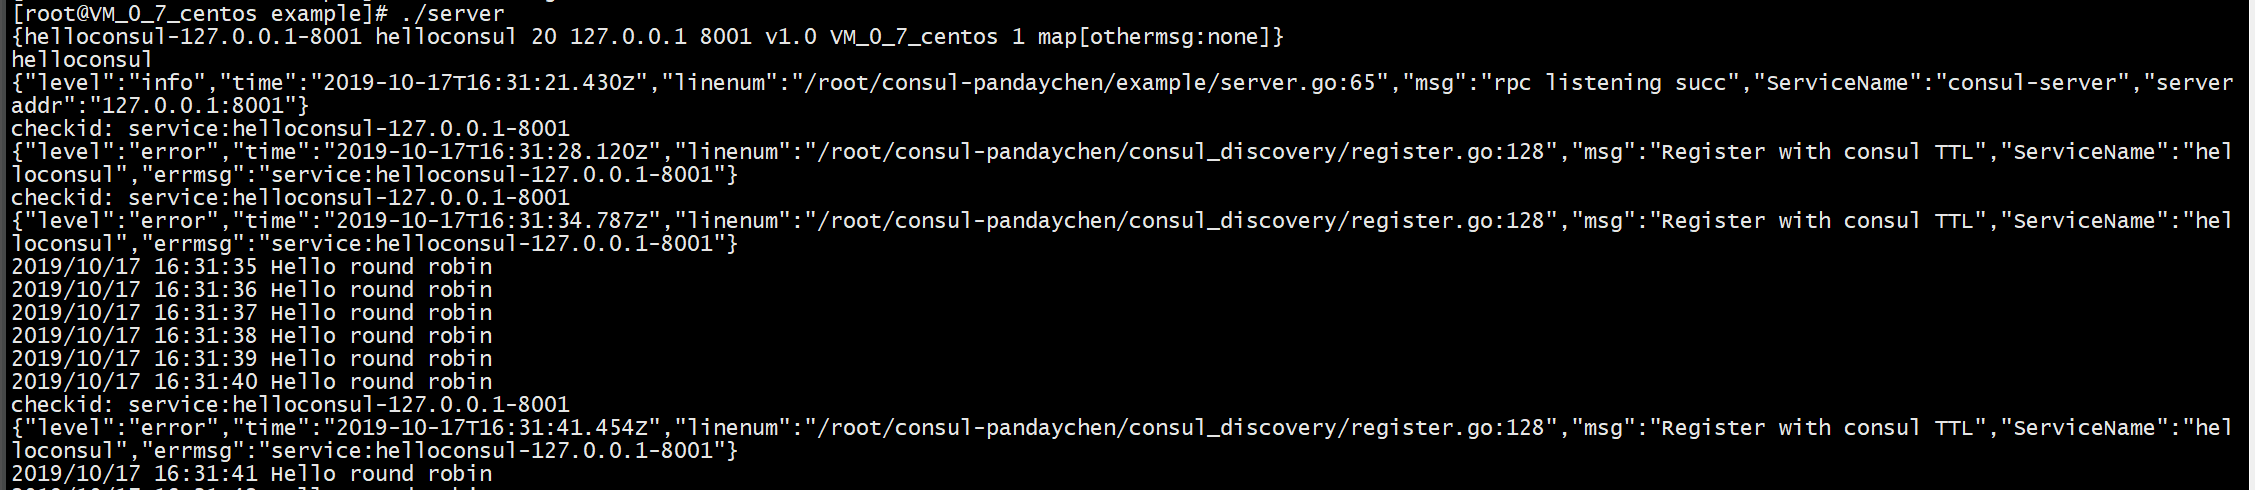 [root@VM_0_7_centos example]# ./server
{helloconsul-127.0.0.1-8001 helloconsul 20 127.0.0.1 8001 v1.0 VM_0_7_centos 1 map[othermsg:none]}
helloconsul
{"level":"info","time":"2019-10-17T16:31:21.430Z","linenum":"/root/consul-pandaychen/example/server.go:65","msg":"rpc listening succ","ServiceName":"consul-server","server
addr":"127.0.0.1:8001"}
checkid: service:helloconsul-127.0.0.1-8001
{"level":"error","time":"2019-10-17T16:31:28.120Z","linenum":"/root/consul-pandaychen/consul_discovery/register.go:128","msg":"Register with consul TTL","ServiceName":"hel
loconsul","errmsg":"service:helloconsul-127.0.0.1-8001"}
checkid: service:helloconsul-127.0.0.1-8001
{"level":"error","time":"2019-10-17T16:31:34.787Z","linenum":"/root/consul-pandaychen/consul_discovery/register.go:128","msg":"Register with consul TTL","ServiceName":"hel
loconsul","errmsg":"service:helloconsul-127.0.0.1-8001"}
2019/10/17 16:31:35 Hello round robin
2019/10/17 16:31:36 Hello round robin
2019/10/17 16:31:37 Hello round robin
2019/10/17 16:31:38 Hello round robin
2019/10/17 16:31:39 Hello round robin
2019/10/17 16:31:40 Hello round robin
checkid: service:helloconsul-127.0.0.1-8001
{"level":"error","time":"2019-10-17T16:31:41.454Z","linenum":"/root/consul-pandaychen/consul_discovery/register.go:128","msg":"Register with consul TTL","ServiceName":"hel
loconsul","errmsg":"service:helloconsul-127.0.0.1-8001"}
2019/10/17 16:31:41 Hello round robin